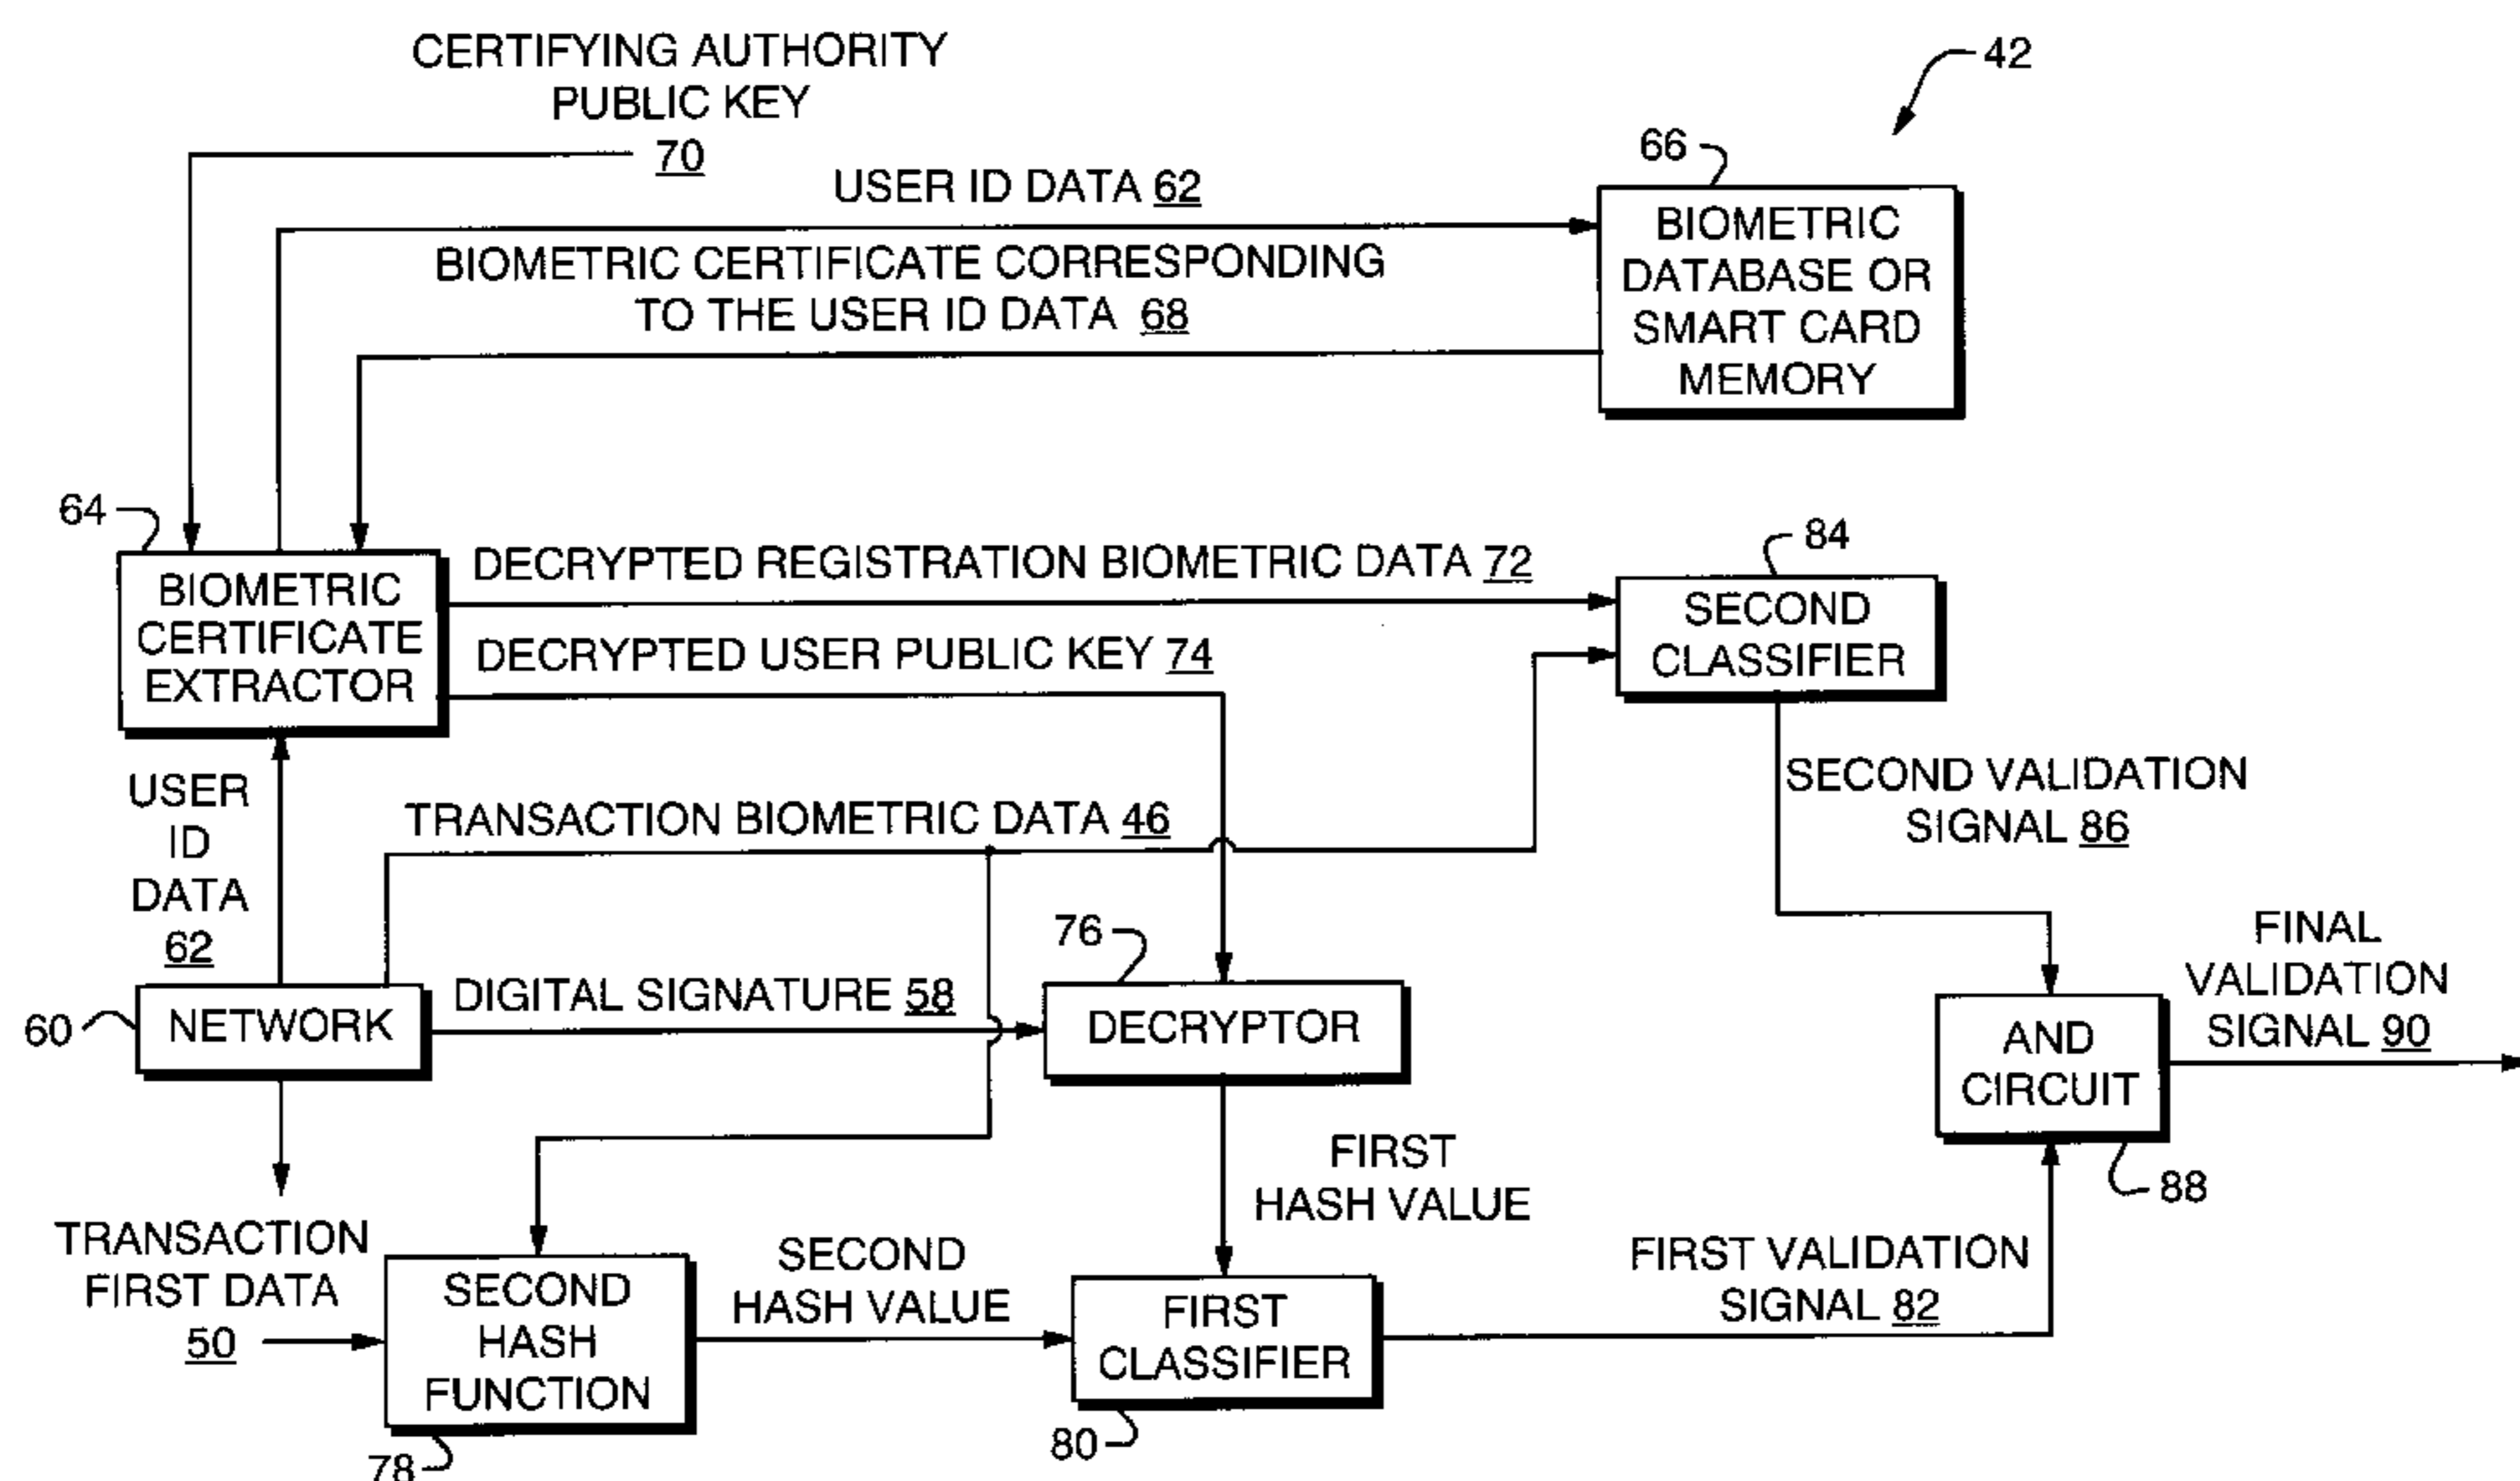 CERTIFYING AUTHORITY
PUBLIC KEY
70
42
66
USER ID DATA 62
BIOMETRIC
DATABASE OR
SMART CARD
MEMORY
BIOMETRIC CERTIFICATE CORRESPONDING
TO THE USER ID DATA 68
64
BIOMETRIC
CERTIFICATE
EXTRACTOR
DECRYPTED REGISTRATION BIOMETRIC DATA 72
84
SECOND
CLASSIFIER
DECRYPTED USER PUBLIC KEY 74
USER
ID
DATA
62
TRANSACTION BIOMETRIC DATA 46
SECOND VALIDATION
SIGNAL 86
76
60
NETWORK
DIGITAL SIGNATURE 58
DECRYPTOR
AND
CIRCUIT
88
FINAL
VALIDATION
SIGNAL 90
TRANSACTION
FIRST DATA
50
SECOND
HASH
FUNCTION
78
SECOND
HASH VALUE
FIRST
HASH VALUE
FIRST
CLASSIFIER
80
FIRST VALIDATION
SIGNAL 82